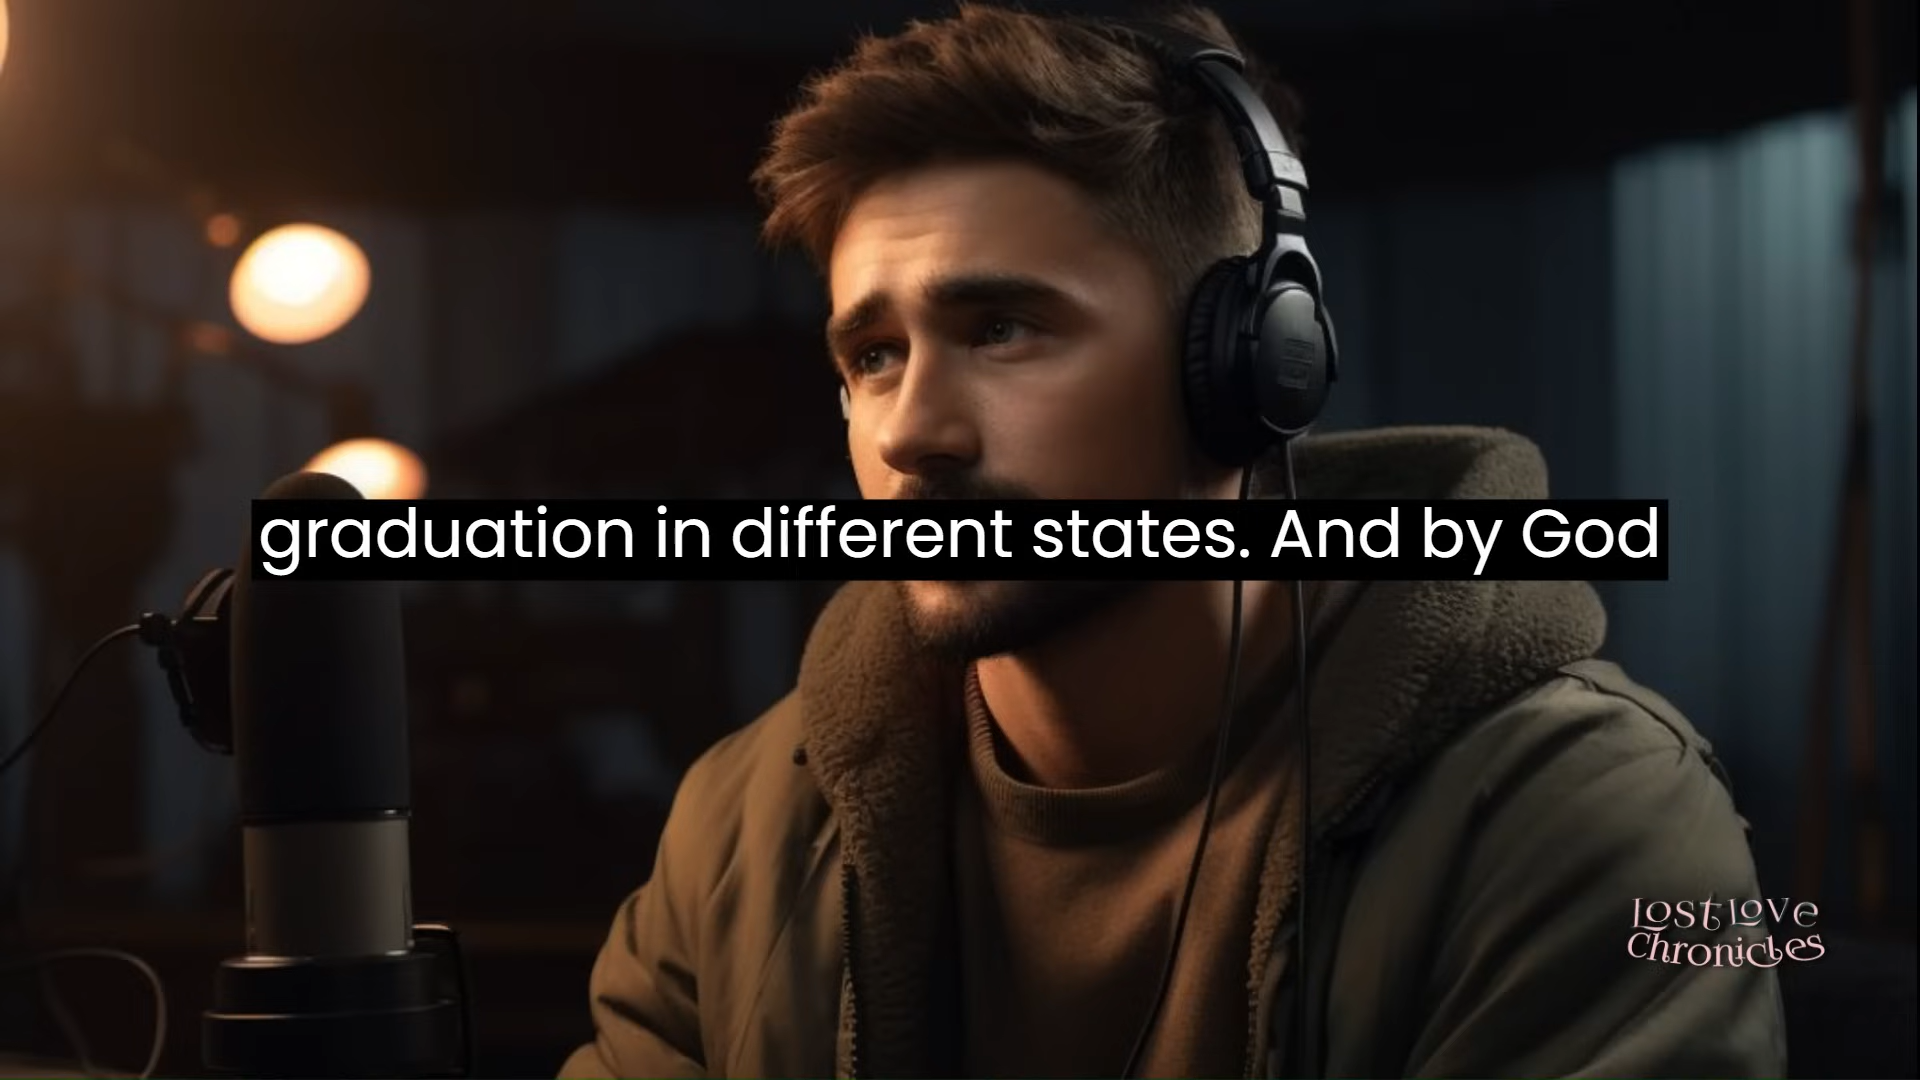 graduation in different states. And by God
Lost Love
Chronicles